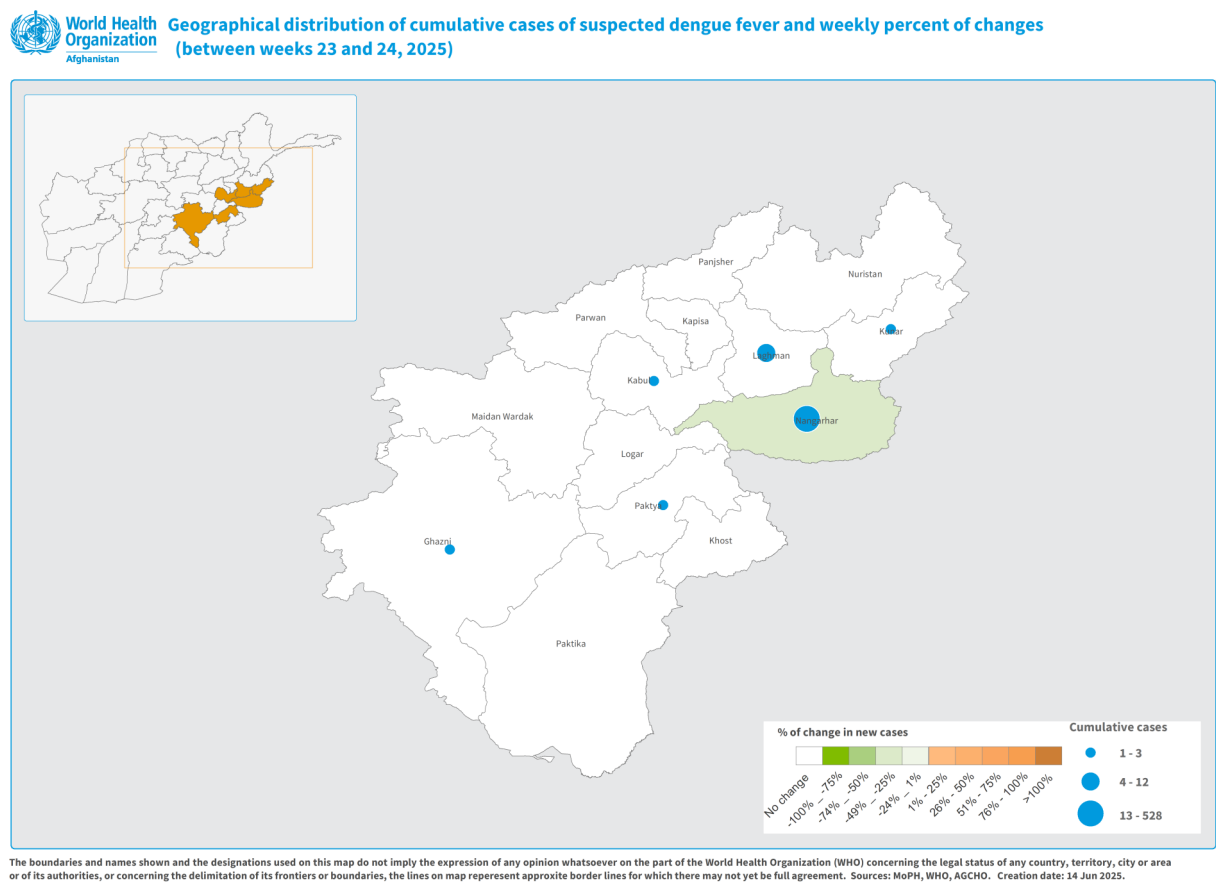 World Health
Organization
Afghanistan
Geographical distribution of cumulative cases of suspected dengue fever and weekly percent of changes
(between weeks 23 and 24, 2025)
Panjsher
Nuristan
Parwan
Kapisa
Kunar
Laghman
Kabul
Maidan Wardak
Nangarhar
Logar
Paktya
Ghazni
Khost
Paktika
% of change in new cases
No change
-100% – -75%
-74% – -50%
-49% – -25%
-24% – 1%
1% - 25%
26% - 50%
51% - 75%
76% - 100%
>100%
Cumulative cases
1 - 3
4 - 12
13 - 528
The boundaries and names shown and the designations used on this map do not imply the expression of any opinion whatsoever on the part of the World Health Organization (WHO) concerning the legal status of any country, territory, city or area
or of its authorities, or concerning the delimitation of its frontiers or boundaries, the lines on map reperesent approxite border lines for which there may not yet be full agreement. Sources: MoPH, WHO, AGCHO. Creation date: 14 Jun 2025.